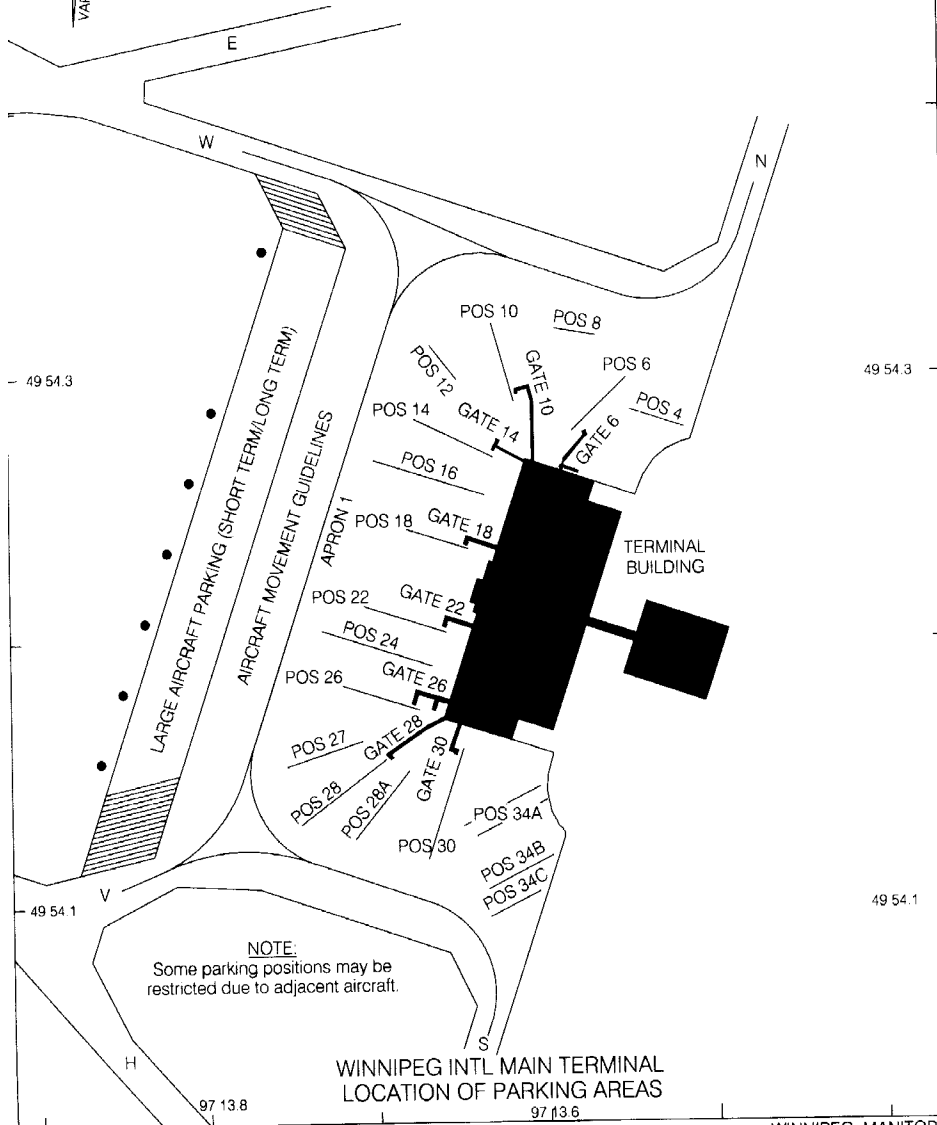 E
W
N
POS 10
POS 8
POS 12
GATE 10
POS 6
49 54.3
49 54.3
POS 14
GATE 14
POS 4
GATE 6
POS 16
POS 18
GATE 18
TERMINAL
BUILDING
LARGE AIRCRAFT PARKING (SHORT TERM/LONG TERM)
AIRCRAFT MOVEMENT GUIDELINES
APRON 1
POS 22
GATE 22
POS 24
POS 26
GATE 26
POS 27
GATE 28
GATE 30
POS 28
POS 28A
POS 30
POS 34A
POS 34B
POS 34C
V
49 54.1
49 54.1
NOTE:
Some parking positions may be
restricted due to adjacent aircraft.
H
S
WINNIPEG INTL MAIN TERMINAL
LOCATION OF PARKING AREAS
97 13.8
97 13.6